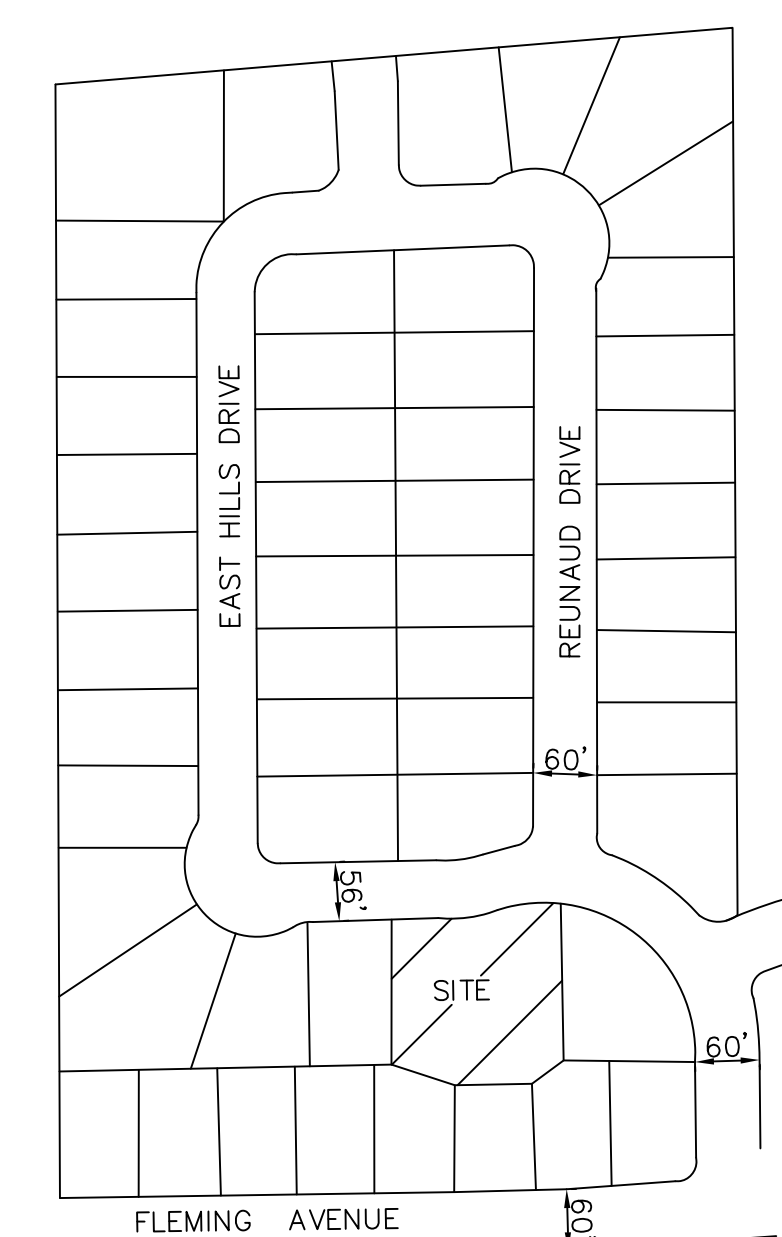 EAST HILLS DRIVE
REUNAUD DRIVE
60'
56'
SITE
60'
FLEMING AVENUE
60'